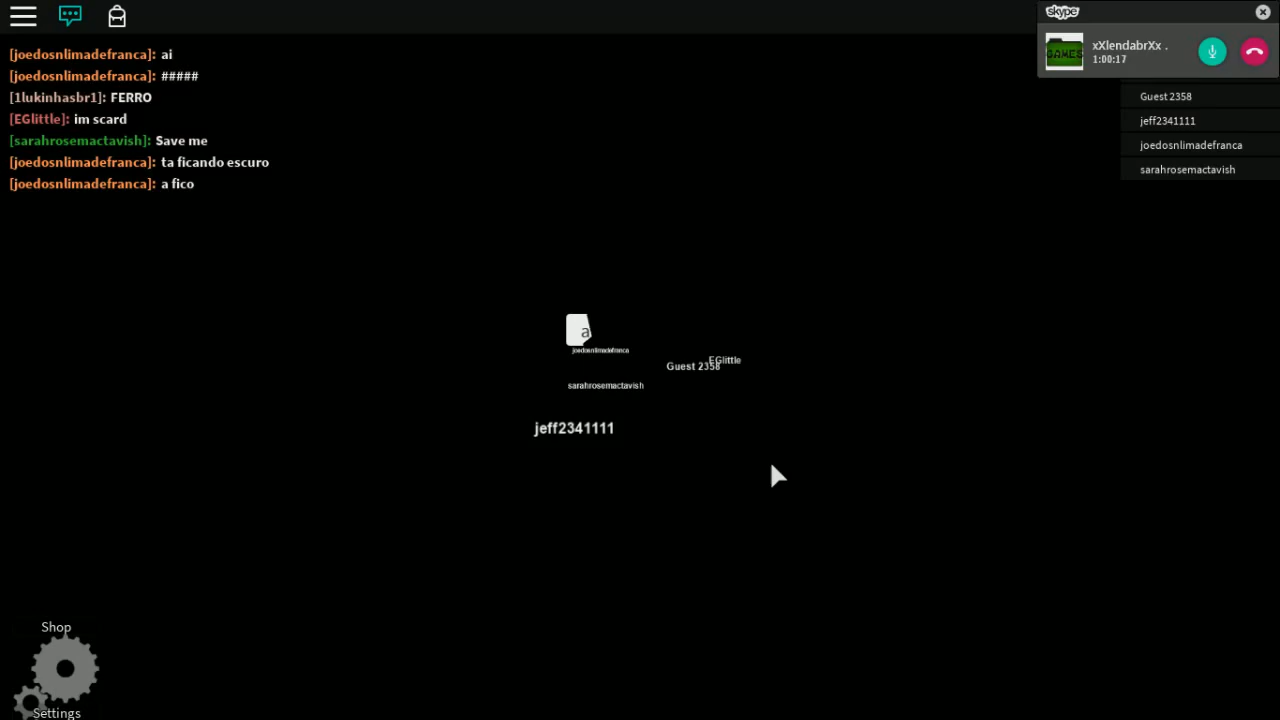 skype
[joedosnlimadefranca]: ai
xXlendabrXx .
GAMES
1:00:17
[joedosnlimadefranca]: #####
[1lukinhasbr1]: FERRO
Guest 2358
[EGlittle]: im scard
jeff2341111
[sarahrosemactavish]: Save me
joedosnlimadefranca
[joedosnlimadefranca]: ta ficando escuro
sarahrosemactavish
[joedosnlimadefranca]: a fico
a
joedosnlimadefranca
EGlittle
Guest 2358
sarahrosemactavish
jeff2341111
Shop
Settings